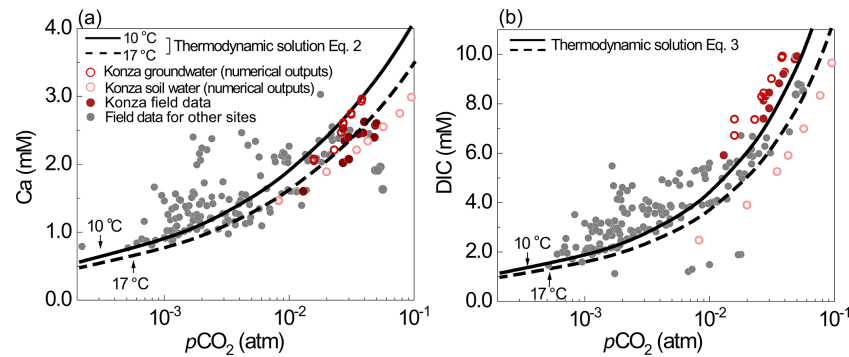 (a)
4.0
3.0
2.0
1.0
0.0
Ca (mM)
10 °C
17 °C
Thermodynamic solution Eq. 2
Konza groundwater (numerical outputs)
Konza soil water (numerical outputs)
Konza field data
Field data for other sites
10 °C
17 °C
10-3
10-2
10-1
pCO2 (atm)
(b)
10.0
8.0
6.0
4.0
2.0
0.0
DIC (mM)
Thermodynamic solution Eq. 3
10 °C
17 °C
10-3
10-2
10-1
pCO2 (atm)